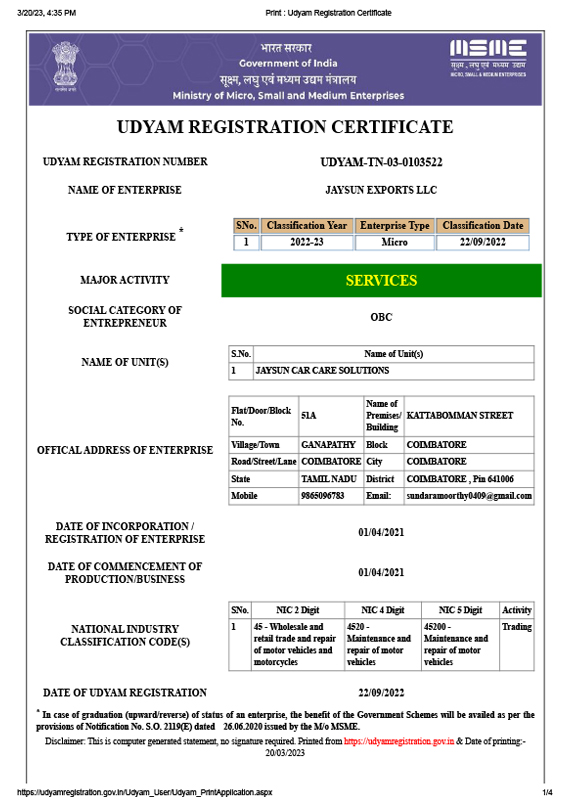 3/20/23, 4:35 PM Print : Udyam Registration Certificate
भारत सरकार
Government of India
सूक्ष्म, लघु एवं मध्यम उद्यम मंत्रालय
Ministry of Micro, Small and Medium Enterprises
MSME
सूक्ष्म, लघु एवं मध्यम उद्यम
MICRO, SMALL & MEDIUM ENTERPRISES
UDYAM REGISTRATION CERTIFICATE
UDYAM REGISTRATION NUMBER UDYAM-TN-03-0103522
NAME OF ENTERPRISE JAYSUN EXPORTS LLC
TYPE OF ENTERPRISE *
SNo. Classification Year Enterprise Type Classification Date
1 2022-23 Micro 22/09/2022
MAJOR ACTIVITY SERVICES
SOCIAL CATEGORY OF
ENTREPRENEUR
OBC
NAME OF UNIT(S)
S.No. Name of Unit(s)
1 JAYSUN CAR CARE SOLUTIONS
OFFICAL ADDRESS OF ENTERPRISE
Flat/Door/Block
No.
51A
Name of
Premises/
Building
KATTABOMMAN STREET
Village/Town GANAPATHY Block COIMBATORE
Road/Street/Lane COIMBATORE City COIMBATORE
State TAMIL NADU District COIMBATORE , Pin 641006
Mobile 9865096783 Email: sundaramoorthy0409@gmail.com
DATE OF INCORPORATION /
REGISTRATION OF ENTERPRISE
01/04/2021
DATE OF COMMENCEMENT OF
PRODUCTION/BUSINESS
01/04/2021
NATIONAL INDUSTRY
CLASSIFICATION CODE(S)
SNo. NIC 2 Digit NIC 4 Digit NIC 5 Digit Activity
1
45 - Wholesale and
retail trade and repair
of motor vehicles and
motorcycles
4520 -
Maintenance and
repair of motor
vehicles
45200 -
Maintenance and
repair of motor
vehicles
Trading
DATE OF UDYAM REGISTRATION 22/09/2022
* In case of graduation (upward/reverse) of status of an enterprise, the benefit of the Government Schemes will be availed as per the
provisions of Notification No. S.O. 2119(E) dated 26.06.2020 issued by the M/o MSME.
Disclaimer: This is computer generated statement, no signature required. Printed from https://udyamregistration.gov.in & Date of printing:-
20/03/2023
https://udyamregistration.gov.in/Udyam_User/Udyam_PrintApplication.aspx 1/4